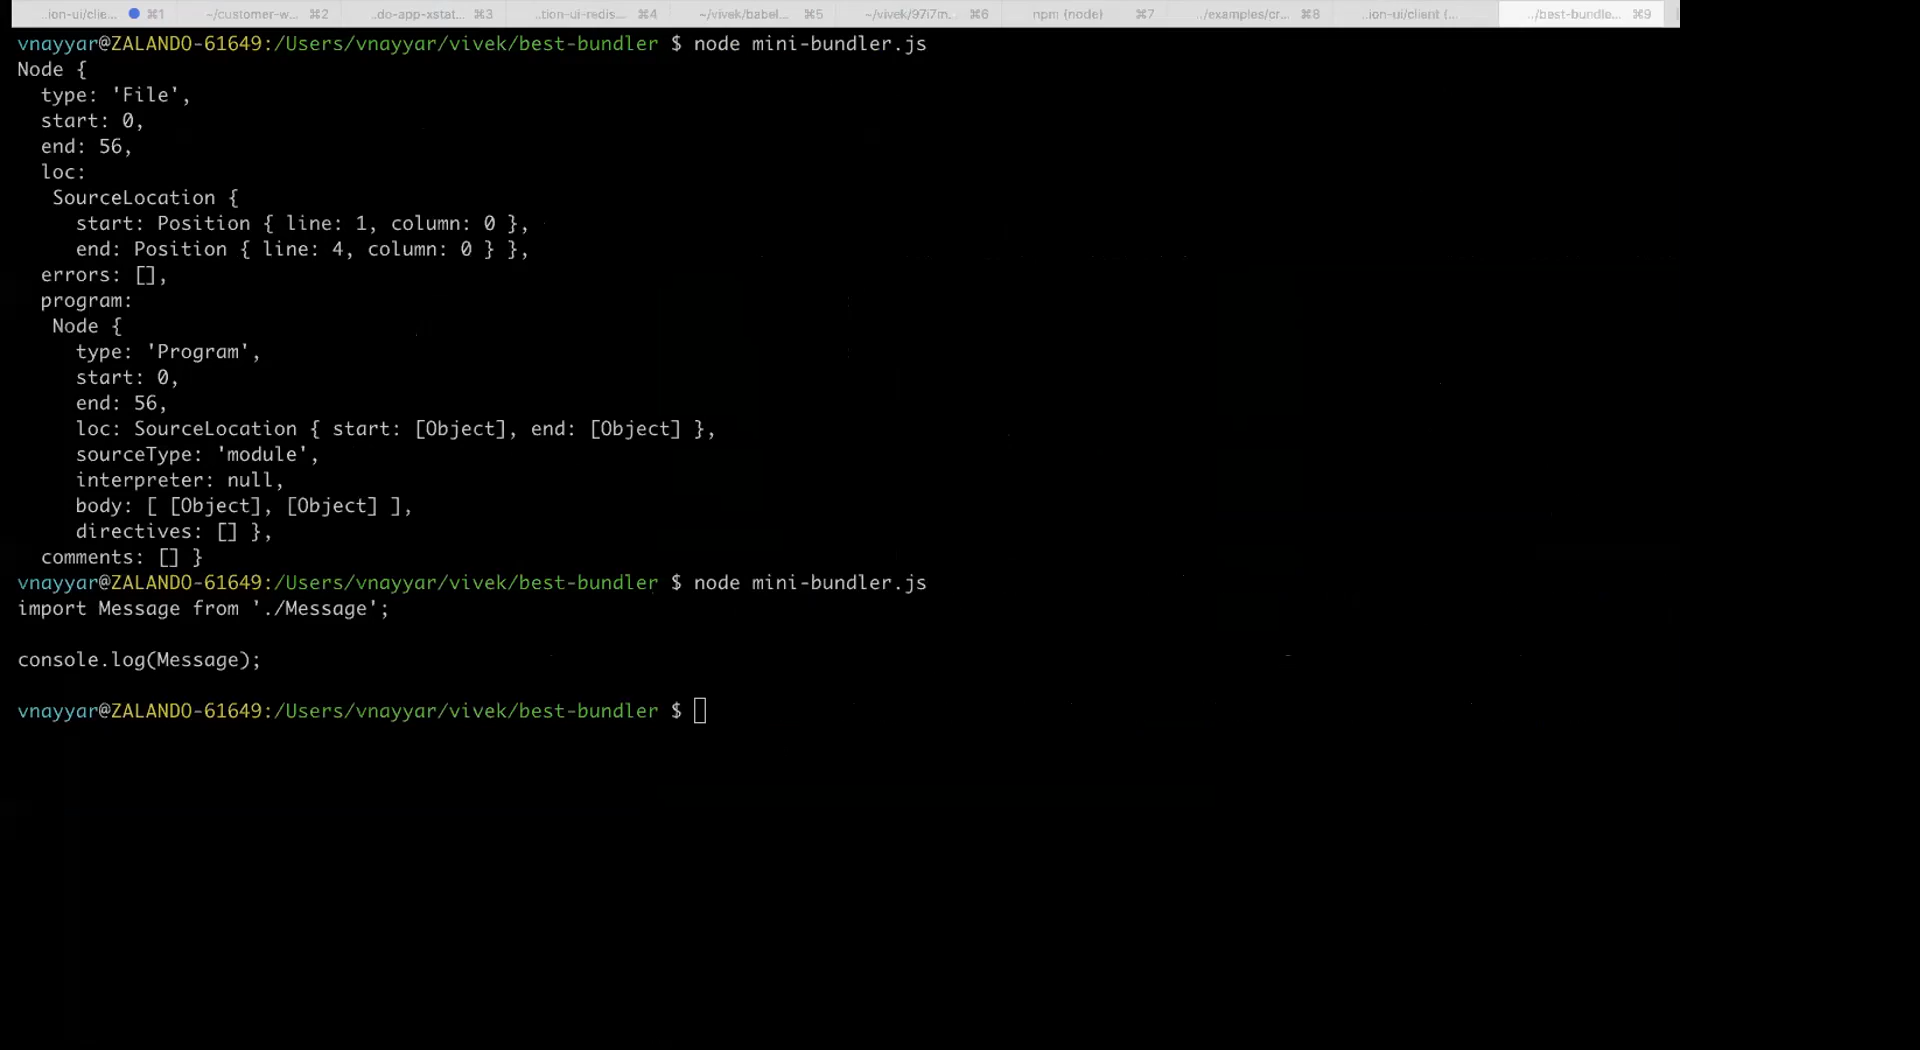 ...ion-ui/clie... ⌘1 ~/customer-w... ⌘2 ..do-app-xstat... ⌘3 ..tion-ui-redis... ⌘4 ~/vivek/babel... ⌘5 ~/vivek/97i7m... ⌘6 npm (node) ⌘7 ../examples/cr... ⌘8 ..ion-ui/client (... ../best-bundle... ⌘9
vnayyar@ZALANDO-61649:/Users/vnayyar/vivek/best-bundler $ node mini-bundler.js
Node {
  type: 'File',
  start: 0,
  end: 56,
  loc:
   SourceLocation {
     start: Position { line: 1, column: 0 },
     end: Position { line: 4, column: 0 } },
  errors: [],
  program:
   Node {
     type: 'Program',
     start: 0,
     end: 56,
     loc: SourceLocation { start: [Object], end: [Object] },
     sourceType: 'module',
     interpreter: null,
     body: [ [Object], [Object] ],
     directives: [] },
  comments: [] }
vnayyar@ZALANDO-61649:/Users/vnayyar/vivek/best-bundler $ node mini-bundler.js
import Message from './Message';
console.log(Message);
vnayyar@ZALANDO-61649:/Users/vnayyar/vivek/best-bundler $